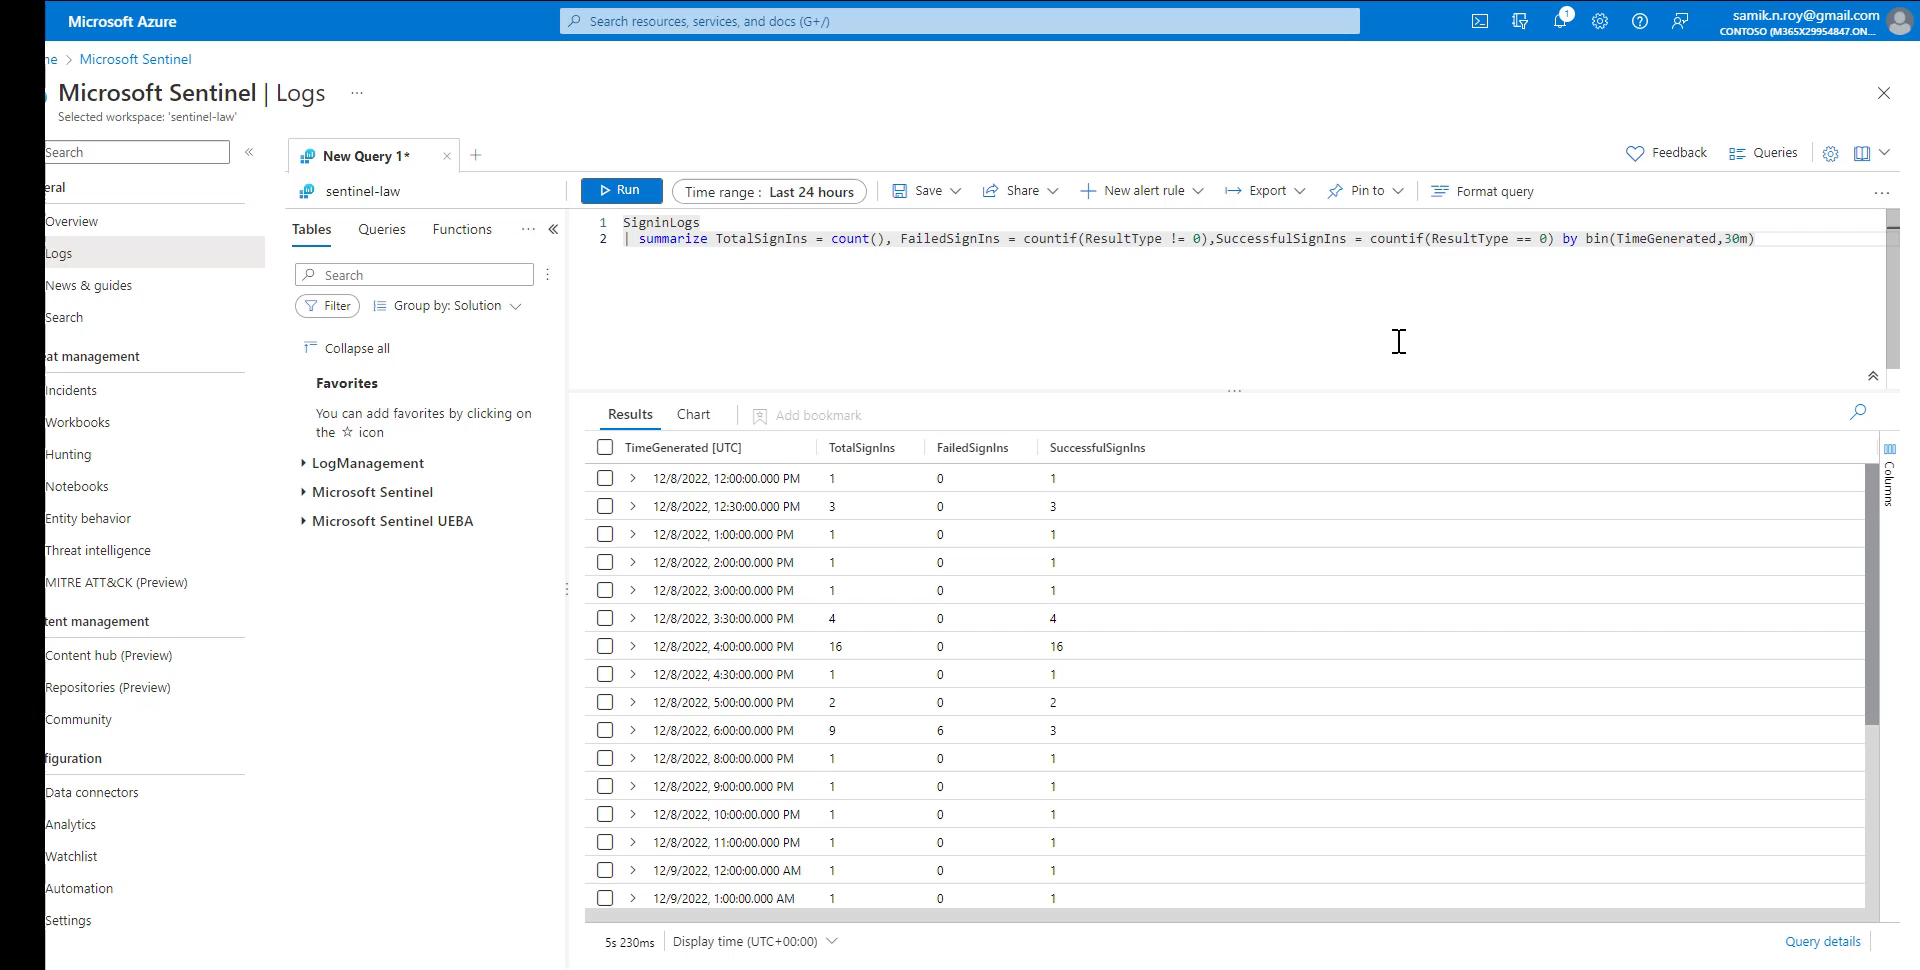 Microsoft Azure
Search resources, services, and docs (G+/)
1
samik.n.roy@gmail.com
CONTOSO (M365X29954847.ON...
me > Microsoft Sentinel
Microsoft Sentinel | Logs ...
Selected workspace: 'sentinel-law'
Search
«
eral
Overview
Logs
News & guides
Search
eat management
Incidents
Workbooks
Hunting
Notebooks
Entity behavior
Threat intelligence
MITRE ATT&CK (Preview)
tent management
Content hub (Preview)
Repositories (Preview)
Community
figuration
Data connectors
Analytics
Watchlist
Automation
Settings
New Query 1*
Feedback
Queries
sentinel-law
Run
Time range : Last 24 hours
Save
Share
New alert rule
Export
Pin to
Format query
...
Tables
Queries
Functions
...
«
Search
Filter
Group by: Solution
Collapse all
Favorites
You can add favorites by clicking on
the ☆ icon
LogManagement
Microsoft Sentinel
Microsoft Sentinel UEBA
1 SigninLogs
2 | summarize TotalSignIns = count(), FailedSignIns = countif(ResultType != 0),SuccessfulSignIns = countif(ResultType == 0) by bin(TimeGenerated,30m)
Results
Chart
Add bookmark
TimeGenerated [UTC] TotalSignIns FailedSignIns SuccessfulSignIns
12/8/2022, 12:00:00.000 PM 1 0 1
12/8/2022, 12:30:00.000 PM 3 0 3
12/8/2022, 1:00:00.000 PM 1 0 1
12/8/2022, 2:00:00.000 PM 1 0 1
12/8/2022, 3:00:00.000 PM 1 0 1
12/8/2022, 3:30:00.000 PM 4 0 4
12/8/2022, 4:00:00.000 PM 16 0 16
12/8/2022, 4:30:00.000 PM 1 0 1
12/8/2022, 5:00:00.000 PM 2 0 2
12/8/2022, 6:00:00.000 PM 9 6 3
12/8/2022, 8:00:00.000 PM 1 0 1
12/8/2022, 9:00:00.000 PM 1 0 1
12/8/2022, 10:00:00.000 PM 1 0 1
12/8/2022, 11:00:00.000 PM 1 0 1
12/9/2022, 12:00:00.000 AM 1 0 1
12/9/2022, 1:00:00.000 AM 1 0 1
Columns
5s 230ms
Display time (UTC+00:00)
Query details